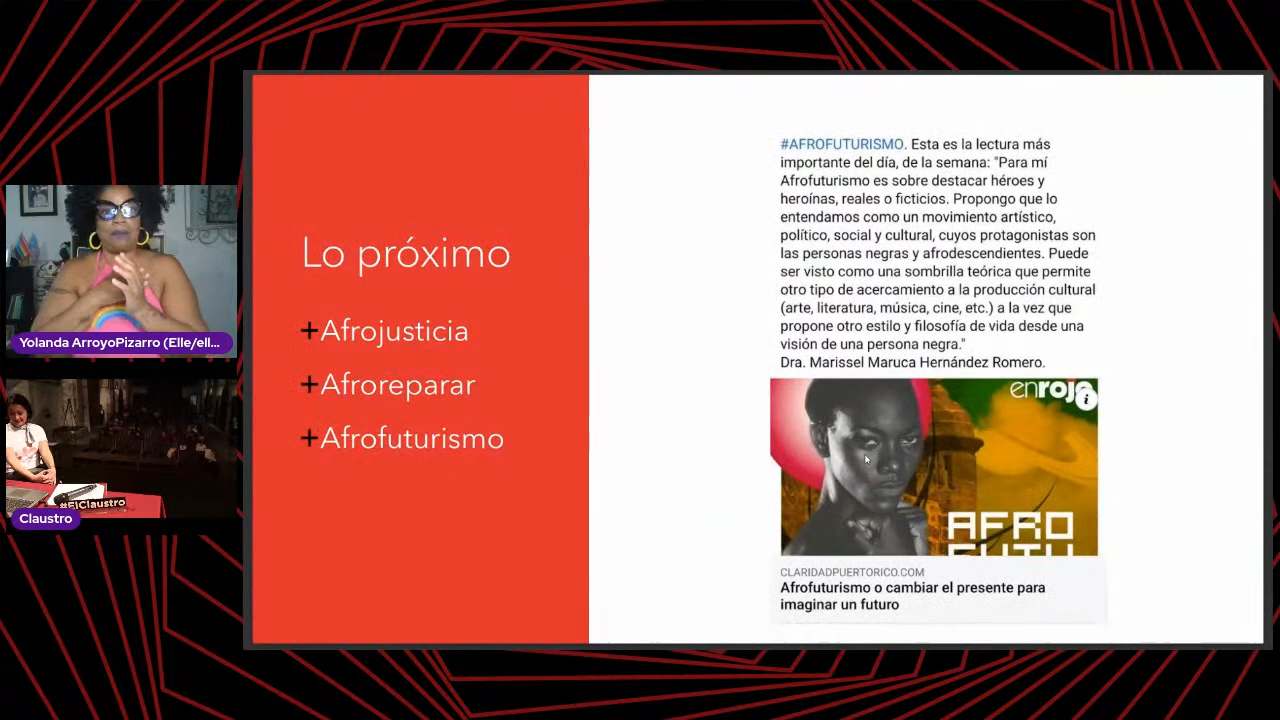 Lo próximo
+Afrojusticia
+Afroreparar
+Afrofuturismo
#AFROFUTURISMO. Esta es la lectura más
importante del día, de la semana: "Para mí
Afrofuturismo es sobre destacar héroes y
heroínas, reales o ficticios. Propongo que lo
entendamos como un movimiento artístico,
político, social y cultural, cuyos protagonistas son
las personas negras y afrodescendientes. Puede
ser visto como una sombrilla teórica que permite
otro tipo de acercamiento a la producción cultural
(arte, literatura, música, cine, etc.) a la vez que
propone otro estilo y filosofía de vida desde una
visión de una persona negra."
Dra. Marissel Maruca Hernández Romero.
enrojo
AFRO
FUTU
CLARIDADPUERTORICO.COM
Afrofuturismo o cambiar el presente para
imaginar un futuro
Yolanda ArroyoPizarro (Elle/ell...
#ElClaustro
Claustro